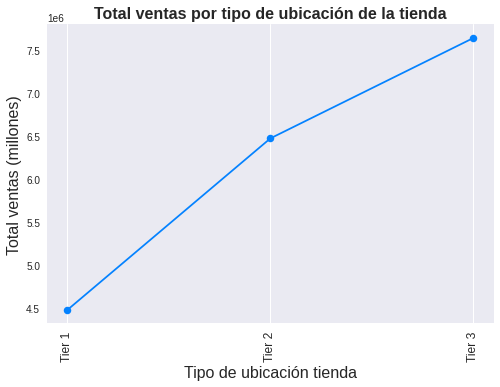 Total ventas por tipo de ubicación de la tienda
1e6
7.5
7.0
6.5
6.0
5.5
5.0
4.5
Total ventas (millones)
Tier 1
Tier 2
Tier 3
Tipo de ubicación tienda